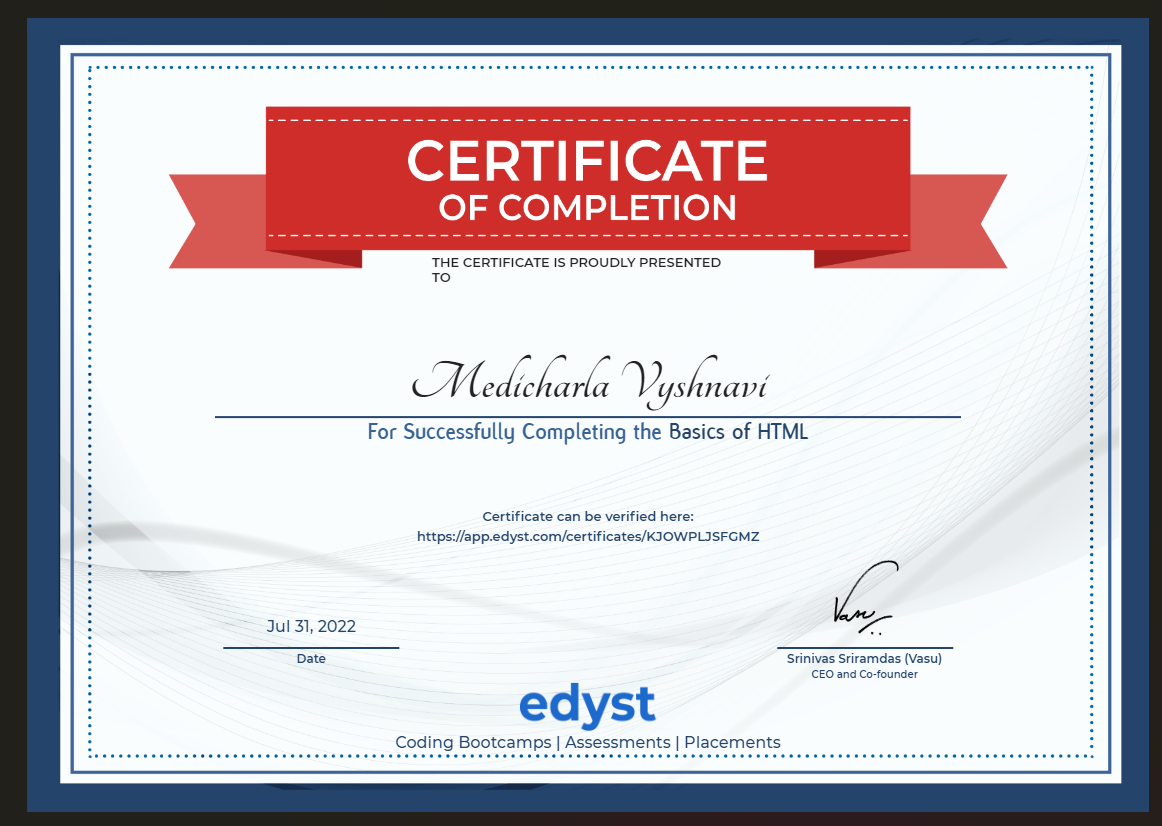 CERTIFICATE
OF COMPLETION
THE CERTIFICATE IS PROUDLY PRESENTED
TO
Medicharla Vyshnavi
For Successfully Completing the Basics of HTML
Certificate can be verified here:
https://app.edyst.com/certificates/KJOWPLJSFGMZ
Vasu
Jul 31, 2022
Date
Srinivas Sriramdas (Vasu)
CEO and Co-founder
edyst
Coding Bootcamps | Assessments | Placements